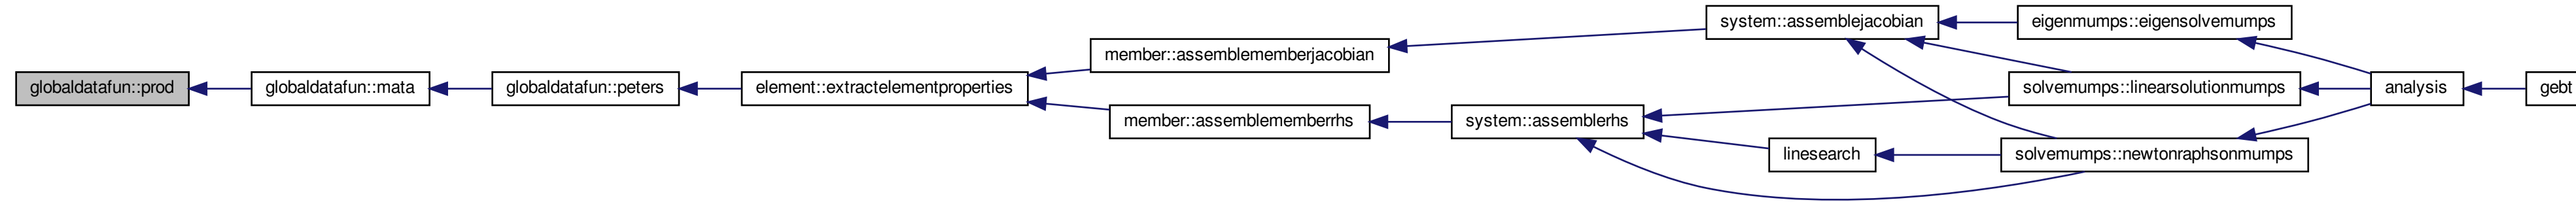 globaldatafun::prod
globaldatafun::mata
globaldatafun::peters
element::extractelementproperties
member::assemblememberjacobian
member::assemblememberrhs
system::assemblejacobian
system::assemblerhs
linesearch
eigenmumps::eigensolvemumps
solvemumps::linearsolutionmumps
solvemumps::newtonraphsonmumps
analysis
gebt